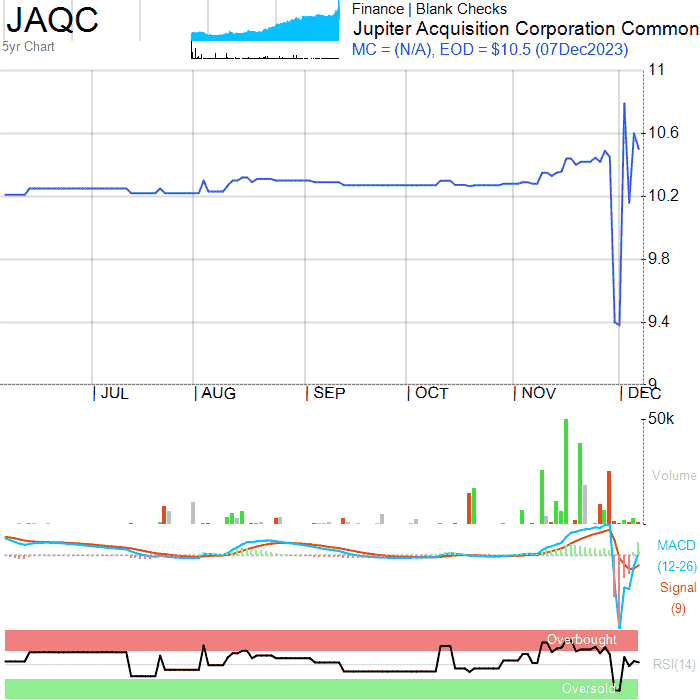 JAQC
5yr Chart
Finance | Blank Checks
Jupiter Acquisition Corporation Common
MC = (N/A), EOD = $10.5 (07Dec2023)
11
10.6
10.2
9.8
9.4
9
JUL AUG SEP OCT NOV DEC
50k
Volume
MACD
(12-26)
Signal
(9)
Overbought
RSI(14)
Oversold